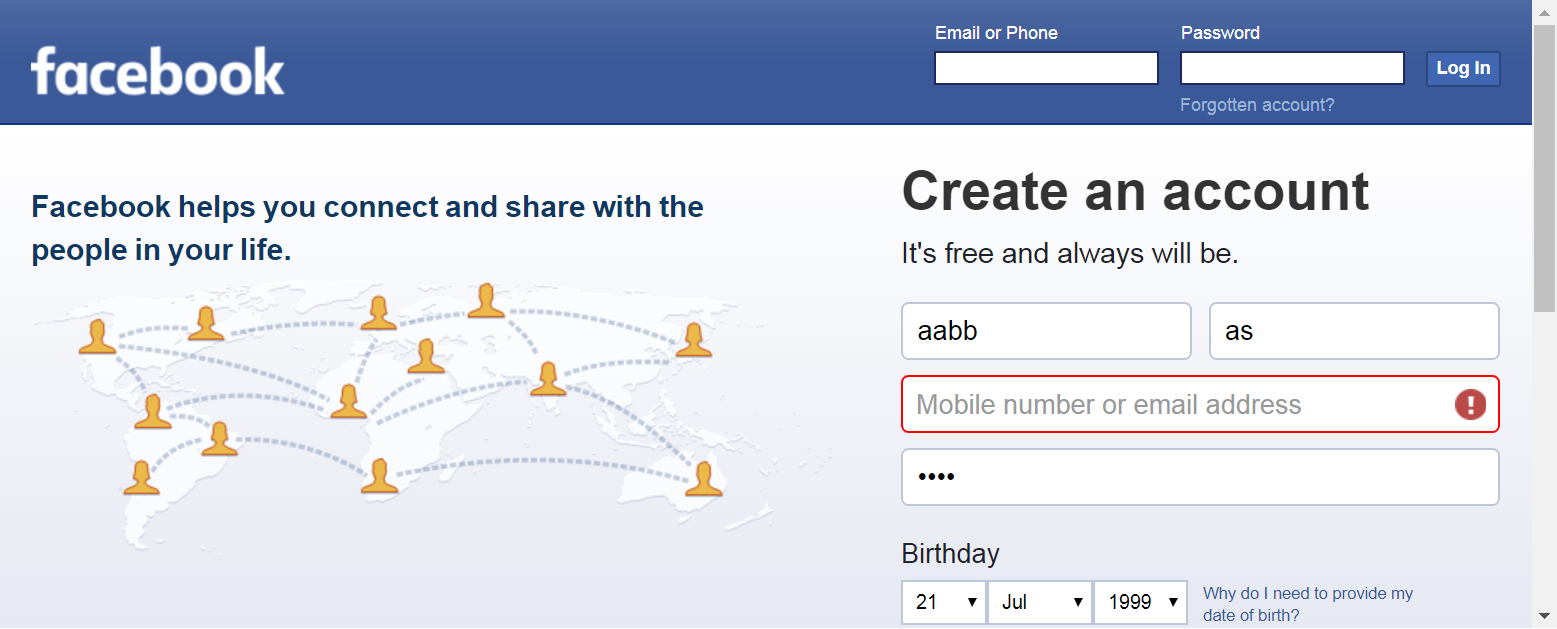 facebook
Email or Phone
Password
Log In
Forgotten account?
Facebook helps you connect and share with the
people in your life.
Create an account
It's free and always will be.
aabb
as
Mobile number or email address
••••
Birthday
21
Jul
1999
Why do I need to provide my
date of birth?